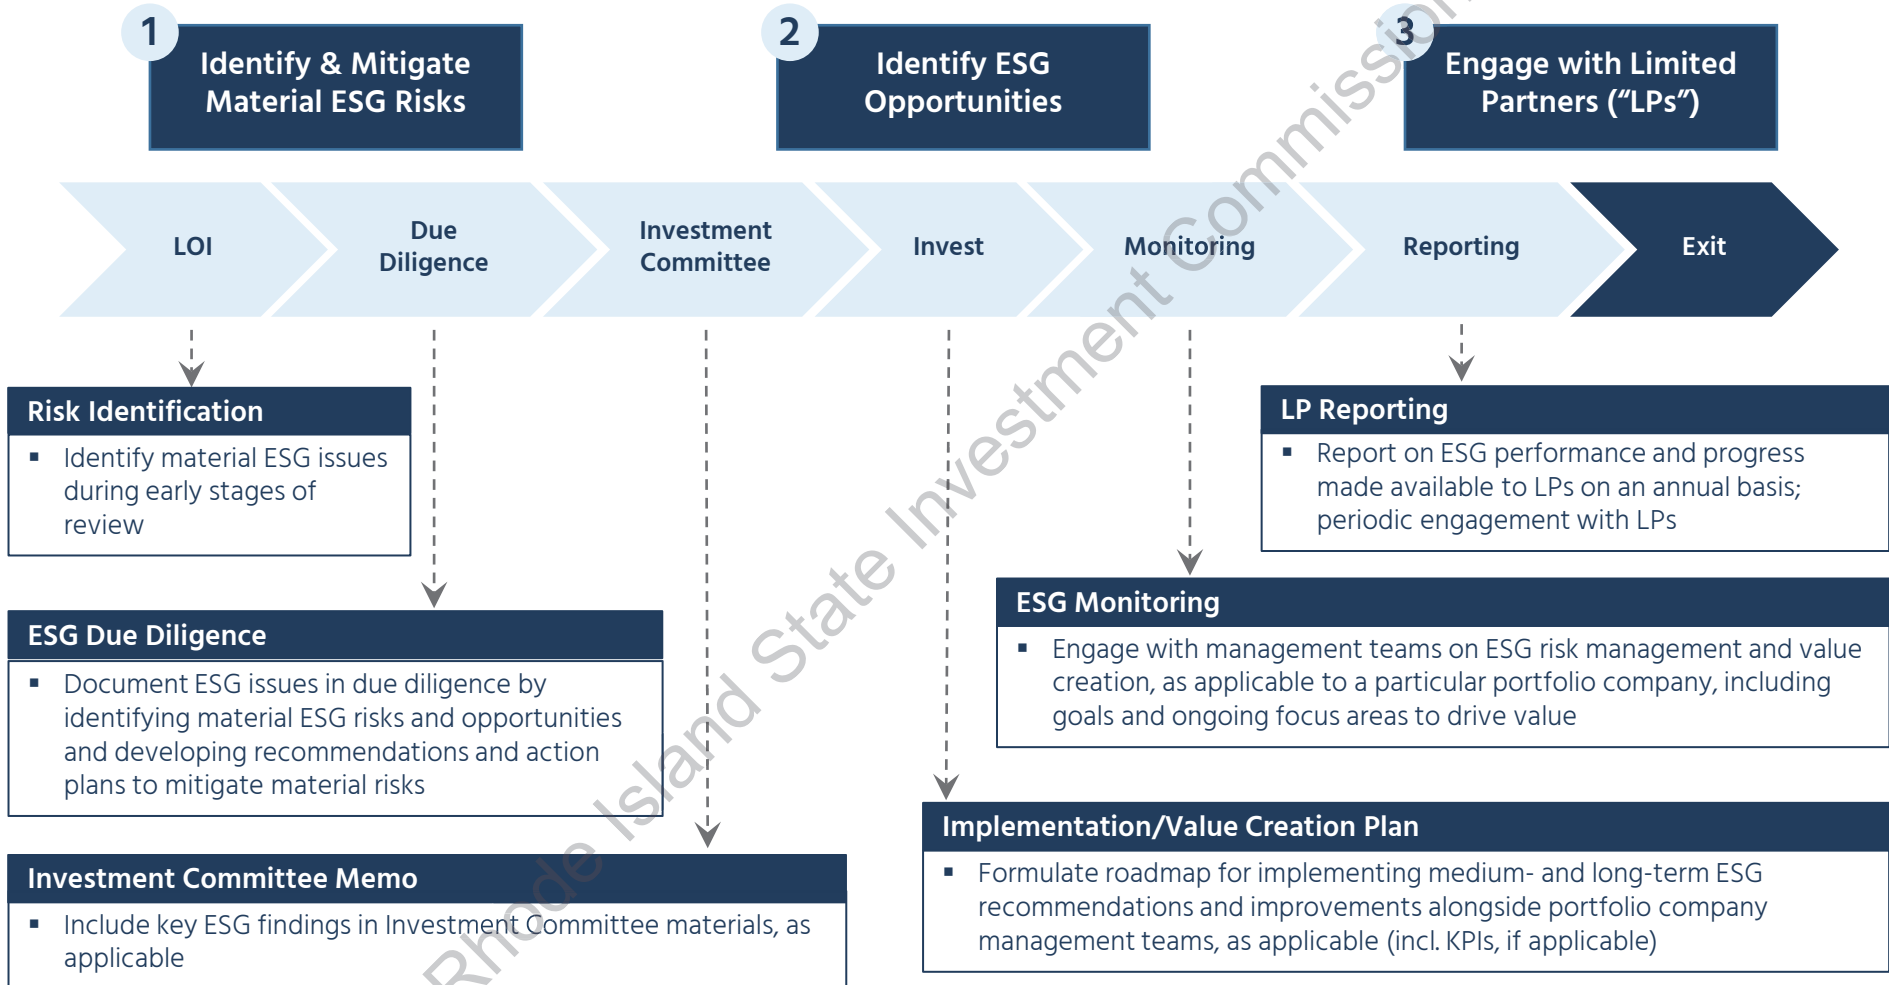 1
Identify & Mitigate
Material ESG Risks
2
Identify ESG
Opportunities
3
Engage with Limited
Partners (“LPs”)
LOI
Due
Diligence
Investment
Committee
Invest
Monitoring
Reporting
Exit
Risk Identification
▪ Identify material ESG issues
during early stages of
review
ESG Due Diligence
▪ Document ESG issues in due diligence by
identifying material ESG risks and opportunities
and developing recommendations and action
plans to mitigate material risks
Investment Committee Memo
▪ Include key ESG findings in Investment Committee materials, as
applicable
LP Reporting
▪ Report on ESG performance and progress
made available to LPs on an annual basis;
periodic engagement with LPs
ESG Monitoring
▪ Engage with management teams on ESG risk management and value
creation, as applicable to a particular portfolio company, including
goals and ongoing focus areas to drive value
Implementation/Value Creation Plan
▪ Formulate roadmap for implementing medium- and long-term ESG
recommendations and improvements alongside portfolio company
management teams, as applicable (incl. KPIs, if applicable)
Rhode Island State Investment Commission